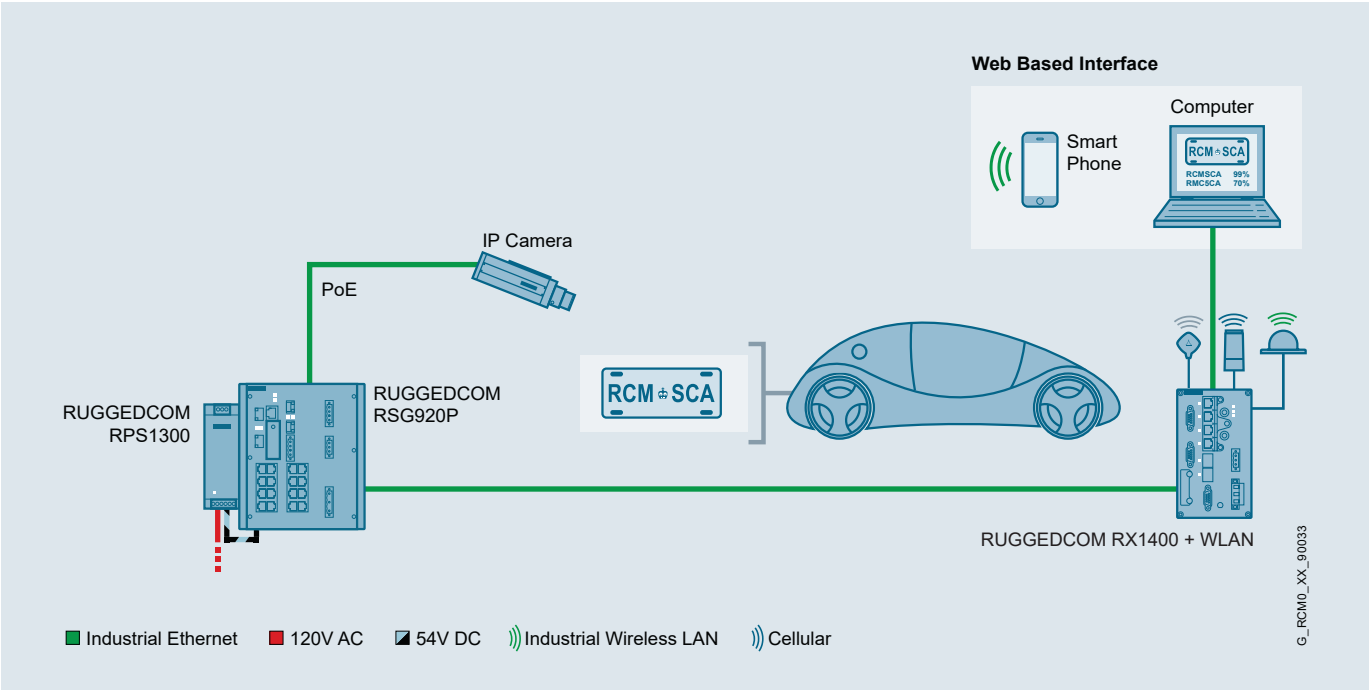 Web Based Interface
Computer
Smart
Phone
RCM SCA
RCMSCA 99%
RMC5CA 70%
IP Camera
PoE
RUGGEDCOM
RPS1300
RUGGEDCOM
RSG920P
RCM SCA
RUGGEDCOM RX1400 + WLAN
G_RCM0_XX_90033
Industrial Ethernet
120V AC
54V DC
Industrial Wireless LAN
Cellular